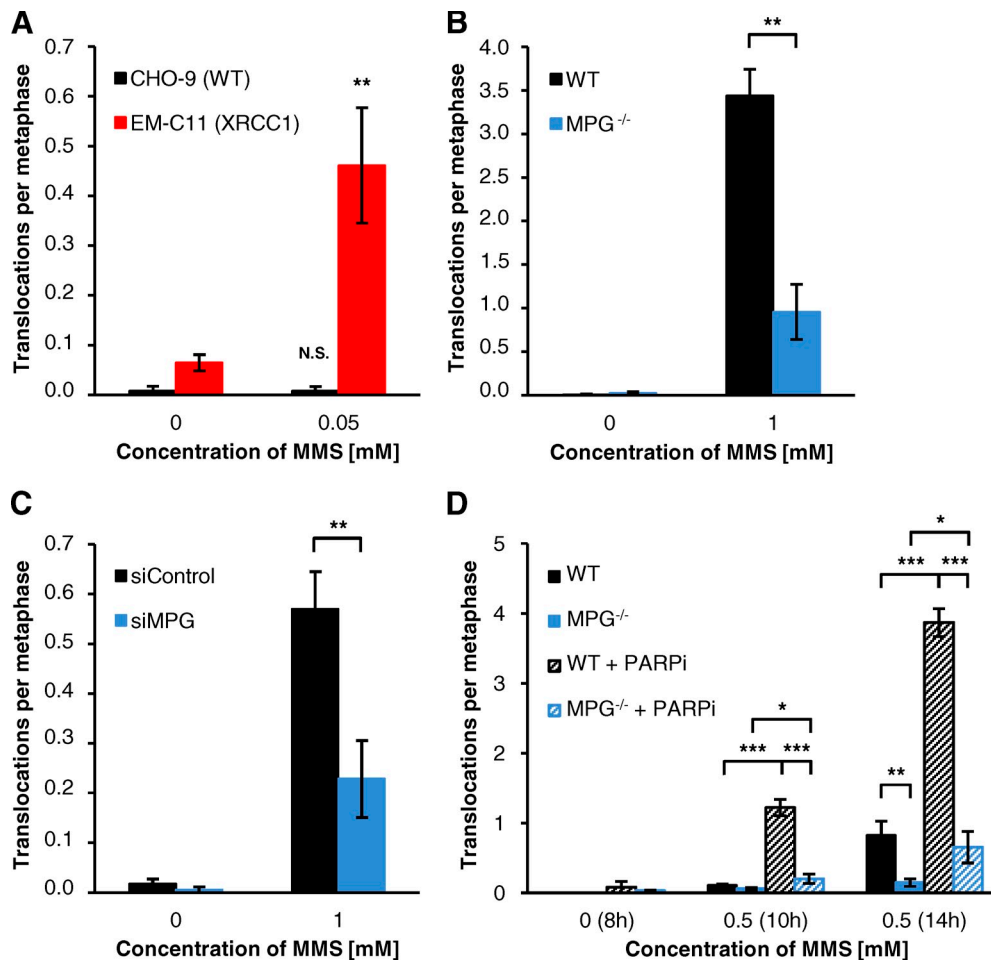 A
Translocations per metaphase
0.7
0.6
0.5
0.4
0.3
0.2
0.1
0.0
CHO-9 (WT)
EM-C11 (XRCC1)
**
N.S.
0
0.05
Concentration of MMS [mM]
B
Translocations per metaphase
4.0
3.5
3.0
2.5
2.0
1.5
1.0
0.5
0.0
WT
MPG -/-
**
0
1
Concentration of MMS [mM]
C
Translocations per metaphase
0.7
0.6
0.5
0.4
0.3
0.2
0.1
0.0
siControl
siMPG
**
0
1
Concentration of MMS [mM]
D
Translocations per metaphase
5
4
3
2
1
0
WT
MPG-/-
WT + PARPi
MPG-/- + PARPi
*
*** ***
*
*** ***
**
0 (8h)
0.5 (10h)
0.5 (14h)
Concentration of MMS [mM]